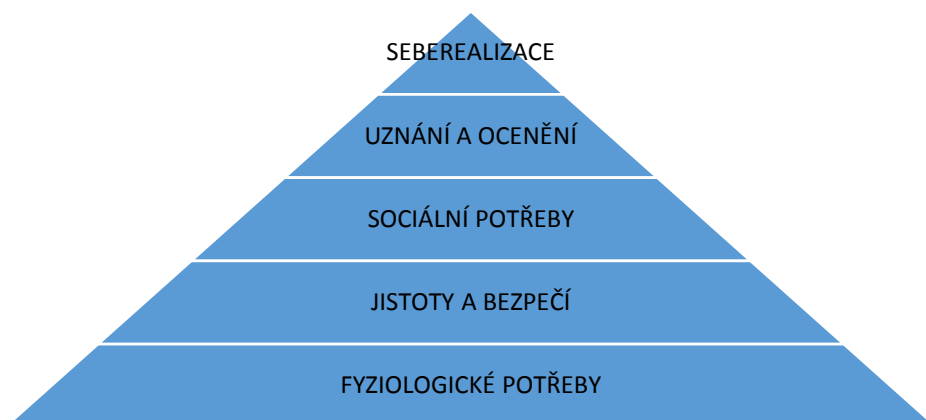 SEBEREALIZACE
UZNÁNÍ A OCENĚNÍ
SOCIÁLNÍ POTŘEBY
JISTOTY A BEZPEČÍ
FYZIOLOGICKÉ POTŘEBY